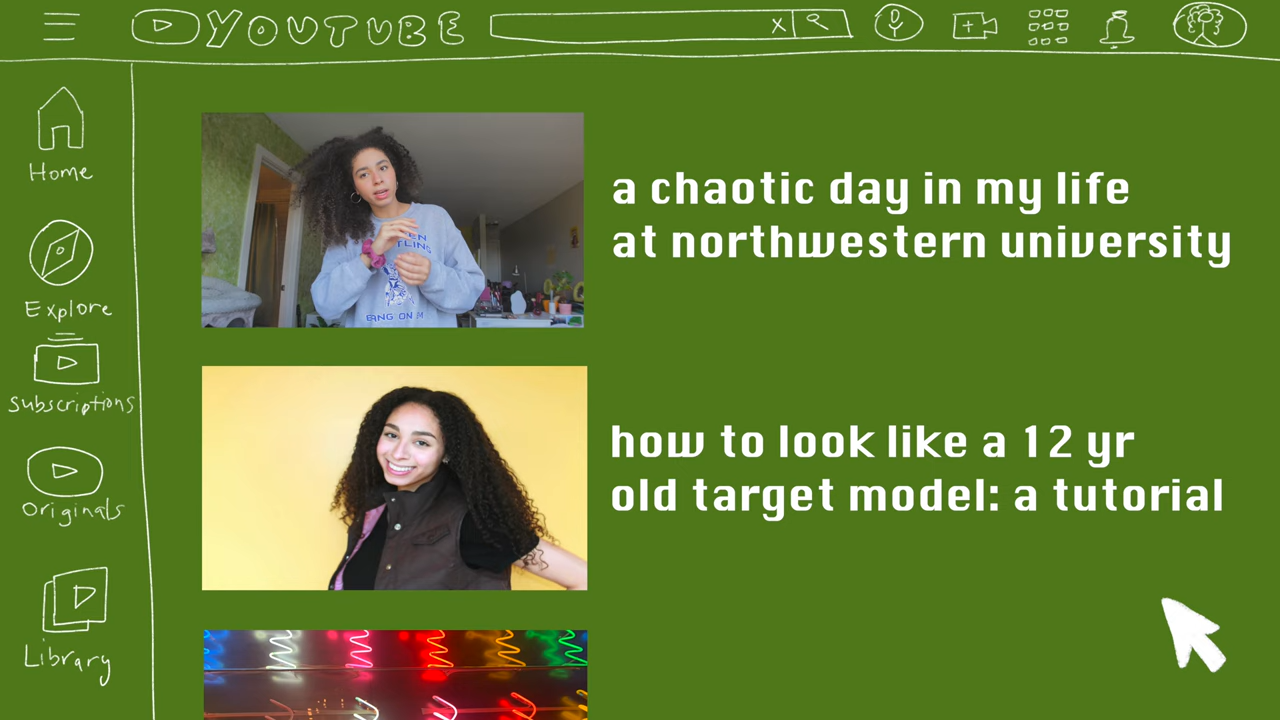 YOUTUBE
X
Home
Explore
Subscriptions
Originals
Library
a chaotic day in my life
at northwestern university
how to look like a 12 yr
old target model: a tutorial